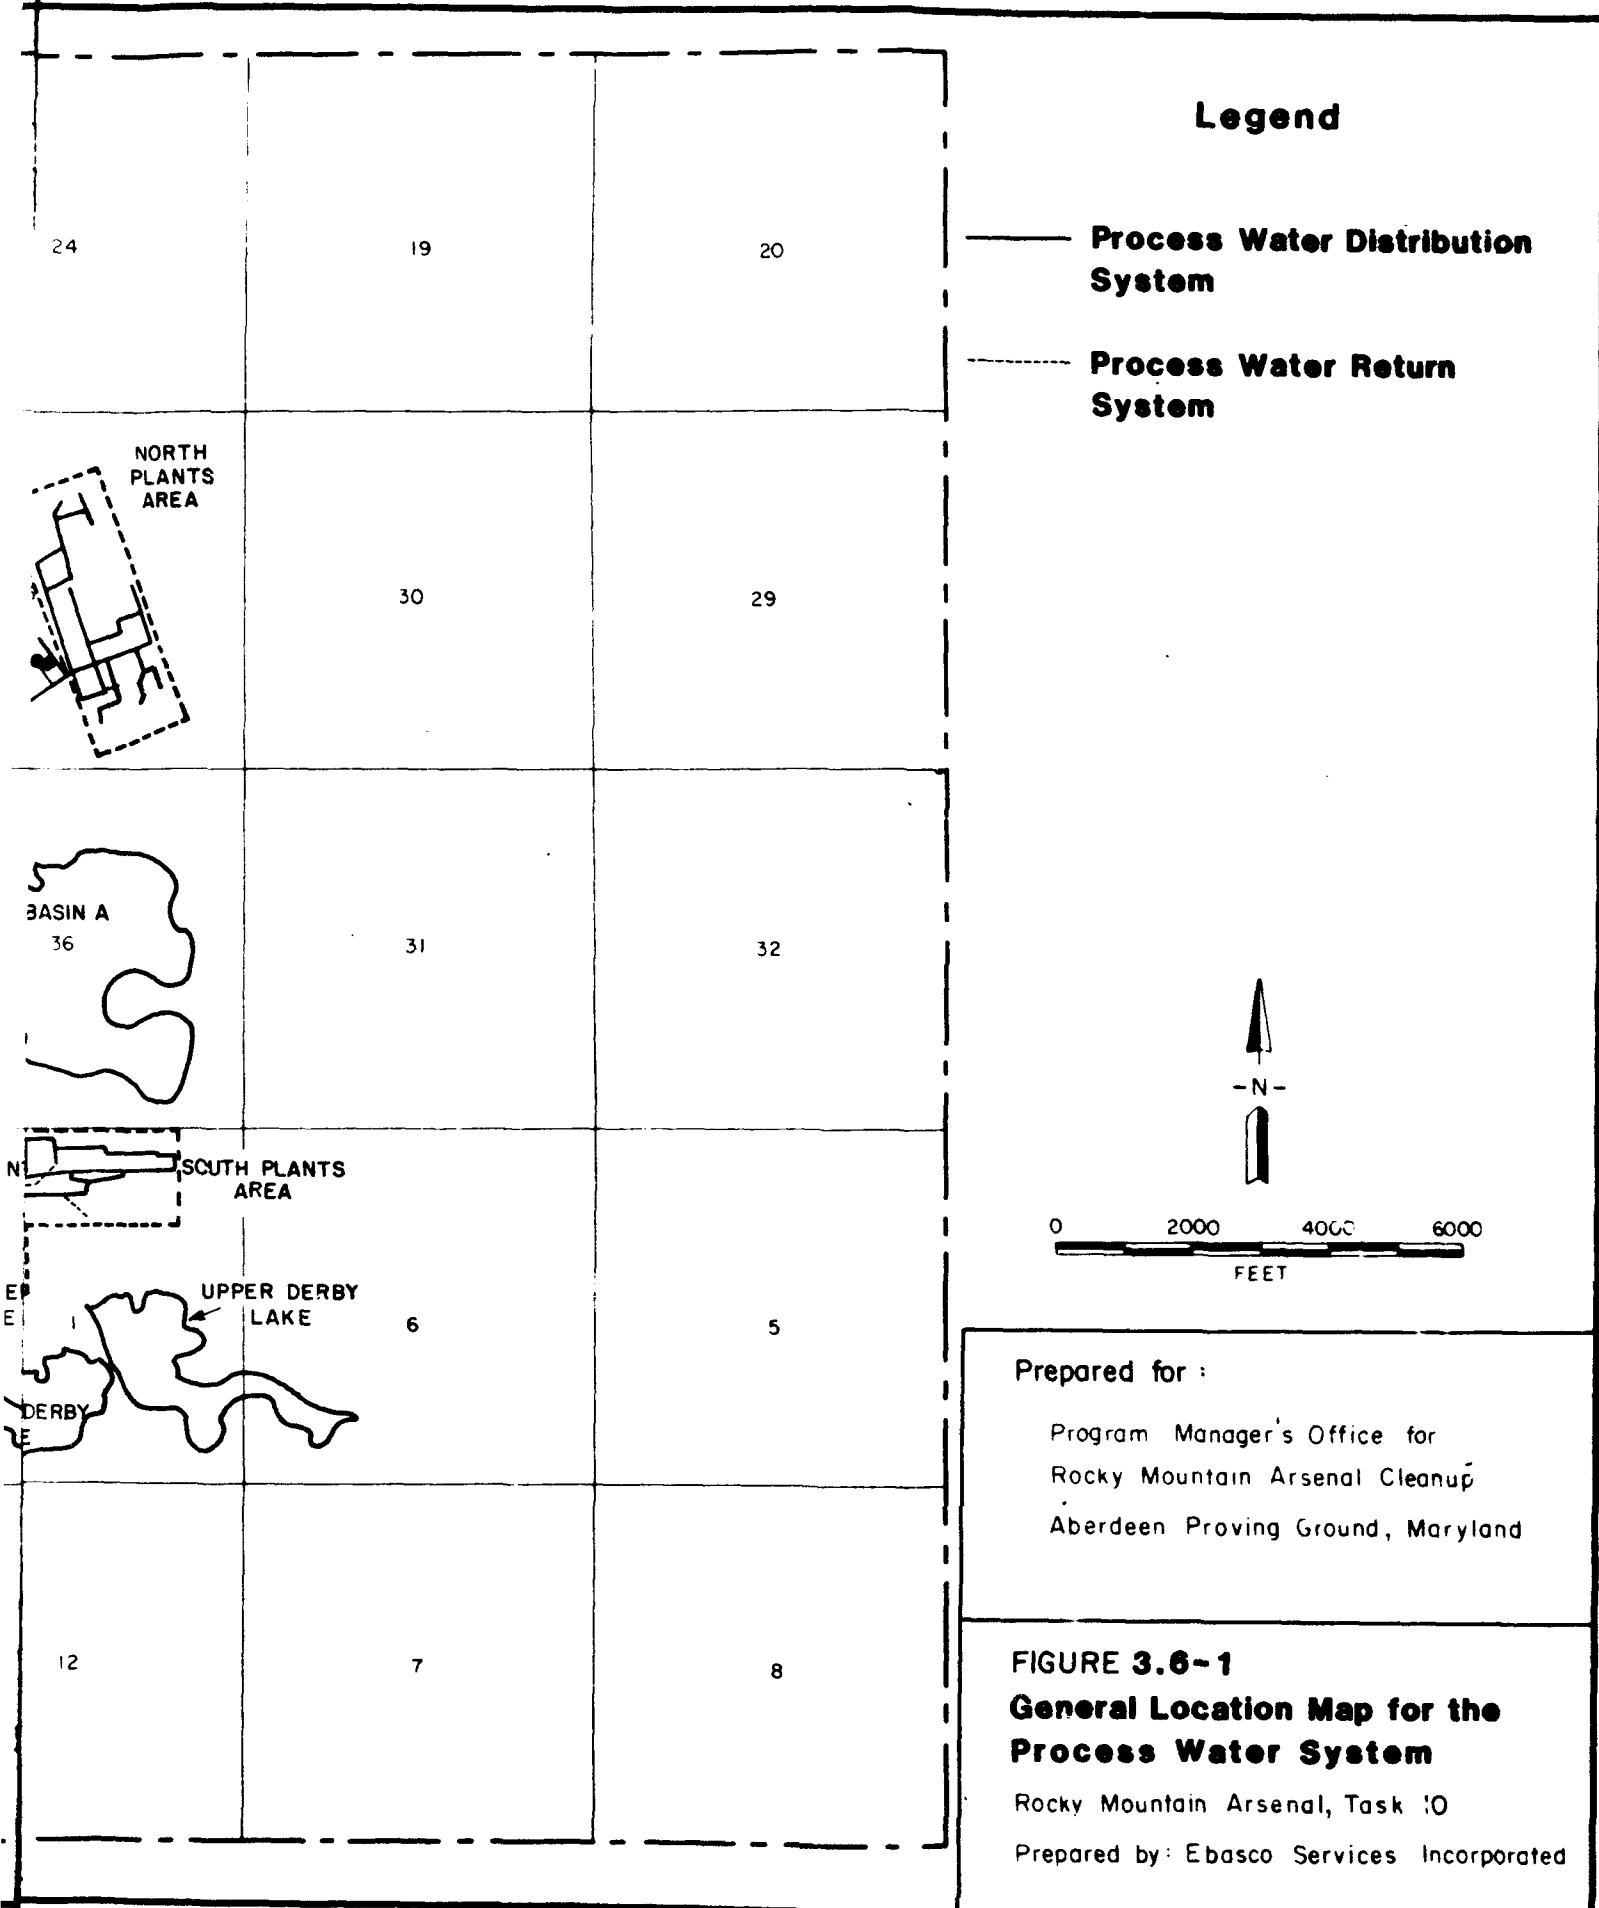 Legend
Process Water Distribution
System
Process Water Return
System
24
19
20
NORTH
PLANTS
AREA
30
29
BASIN A
36
31
32
-N-
SOUTH PLANTS
AREA
0 2000 4000 6000
FEET
UPPER DERBY
LAKE
1
6
5
DERBY
E
N
E
E
12
7
8
Prepared for :
Program Manager's Office for
Rocky Mountain Arsenal Cleanup
Aberdeen Proving Ground, Maryland
FIGURE 3.6-1
General Location Map for the
Process Water System
Rocky Mountain Arsenal, Task 10
Prepared by: Ebasco Services Incorporated